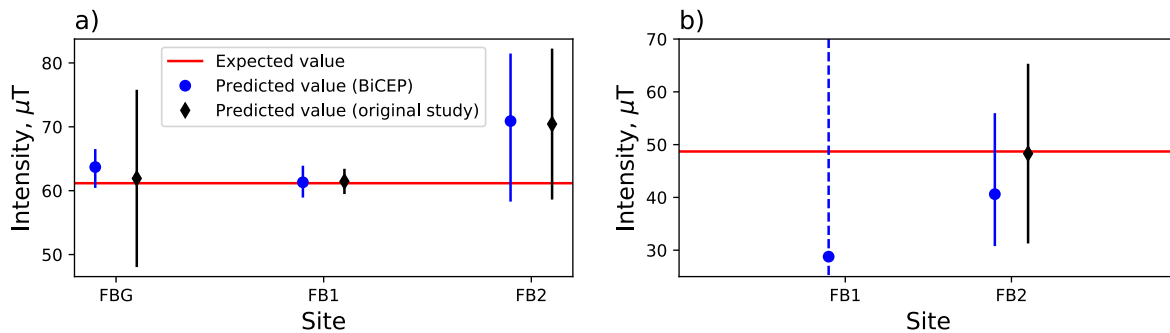 a)
Intensity, μT
80
70
60
50
Expected value
Predicted value (BiCEP)
Predicted value (original study)
FBG FB1 FB2
Site
b)
Intensity, μT
70
60
50
40
30
FB1 FB2
Site